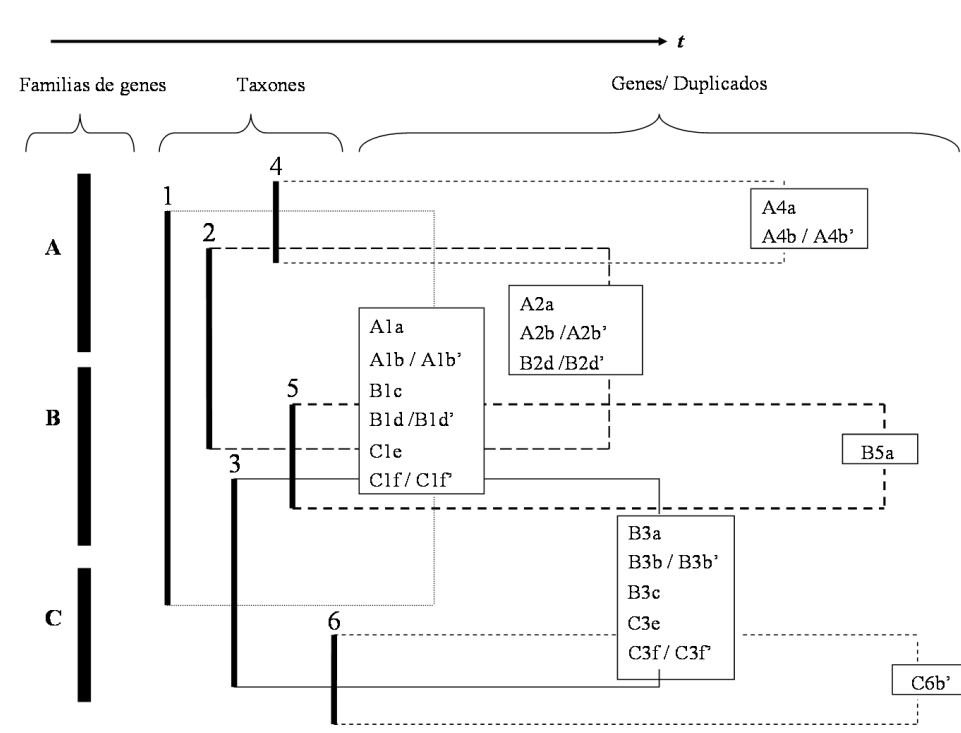 t
Familias de genes
Taxones
Genes/ Duplicados
4
1
2
A
A4a
A4b / A4b’
A2a
A2b /A2b’
B2d /B2d’
A1a
A1b / A1b’
B1c
B1d /B1d’
C1e
C1f / C1f’
5
B
B5a
3
B3a
B3b / B3b’
B3c
C3e
C3f / C3f’
C
6
C6b’